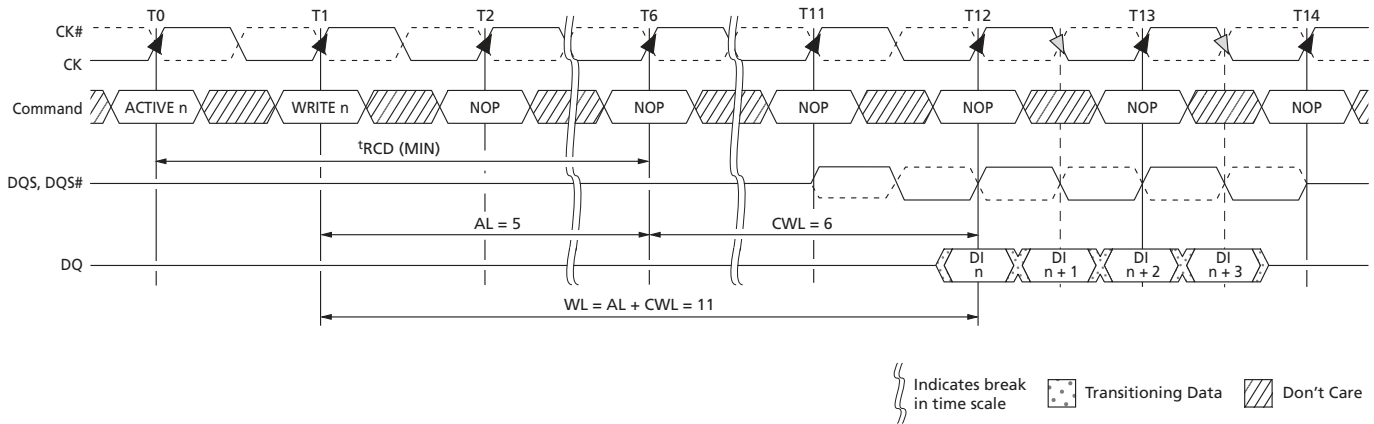 T0 T1 T2 T6 T11 T12 T13 T14
CK#
CK
Command ACTIVE n WRITE n NOP NOP NOP NOP NOP NOP
tRCD (MIN)
DQS, DQS#
AL = 5 CWL = 6
DQ DI n DI n + 1 DI n + 2 DI n + 3
WL = AL + CWL = 11
Indicates break
in time scale
Transitioning Data
Don't Care